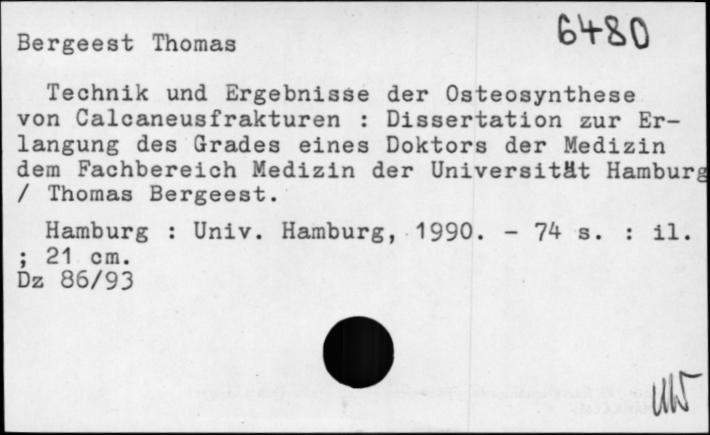 6480
Bergeest Thomas
Technik und Ergebnisse der Osteosynthese
von Calcaneusfrakturen : Dissertation zur Er-
langung des Grades eines Doktors der Medizin
dem Fachbereich Medizin der Universität Hamburg
/ Thomas Bergeest.
Hamburg : Univ. Hamburg, 1990. - 74 s. : il.
; 21 cm.
Dz 86/93